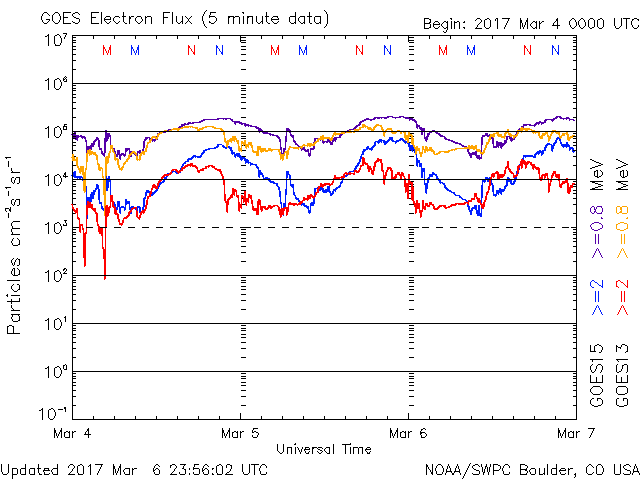 GOES Electron Flux (5 minute data)
Begin: 2017 Mar 4 0000 UTC
M M N N M M N N M M N N
10⁷
10⁶
10⁵
10⁴
10³
10²
10¹
10⁰
10⁻¹
Particles cm⁻²s⁻¹sr⁻¹
Mar 4 Mar 5 Mar 6 Mar 7
Universal Time
GOES15 >=2 >=0.8 MeV
GOES13 >=2 >=0.8 MeV
Updated 2017 Mar 6 23:56:02 UTC
NOAA/SWPC Boulder, CO USA